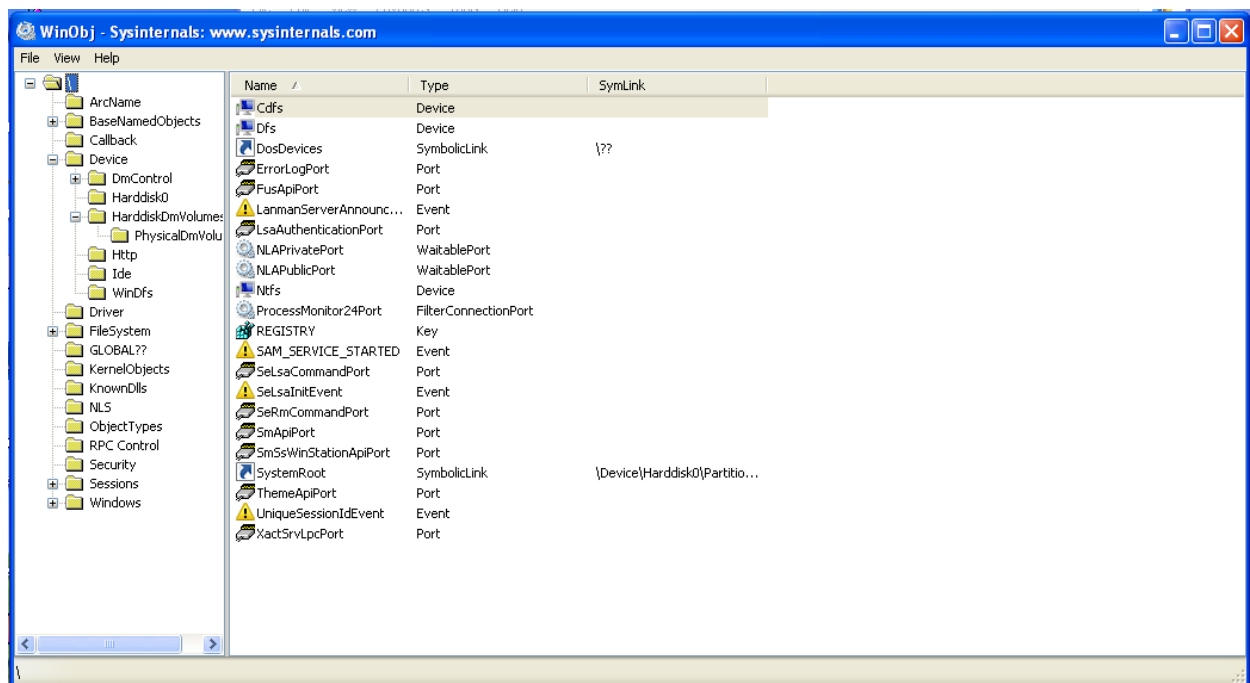 WinObj - Sysinternals: www.sysinternals.com
File View Help
\
ArcName
BaseNamedObjects
Callback
Device
DmControl
Harddisk0
HarddiskDmVolumes
PhysicalDmVolu
Http
Ide
WinDfs
Driver
FileSystem
GLOBAL??
KernelObjects
KnownDlls
NLS
ObjectTypes
RPC Control
Security
Sessions
Windows
Name Type SymLink
Cdfs Device
Dfs Device
DosDevices SymbolicLink \??
ErrorLogPort Port
FusApiPort Port
LanmanServerAnnounc... Event
LsaAuthenticationPort Port
NLAPrivatePort WaitablePort
NLAPublicPort WaitablePort
Ntfs Device
ProcessMonitor24Port FilterConnectionPort
REGISTRY Key
SAM_SERVICE_STARTED Event
SeLsaCommandPort Port
SeLsaInitEvent Event
SeRmCommandPort Port
SmApiPort Port
SmSsWinStationApiPort Port
SystemRoot SymbolicLink \Device\Harddisk0\Partitio...
ThemeApiPort Port
UniqueSessionIdEvent Event
XactSrvLpcPort Port
\